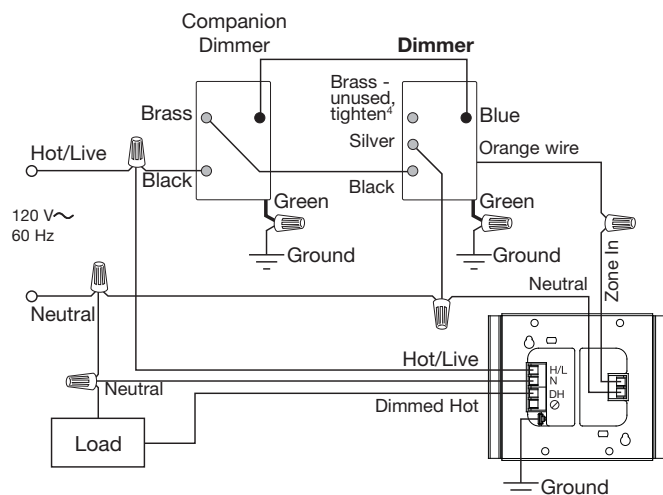 Companion
Dimmer
Dimmer
Brass -
unused,
tighten⁴
Brass
Blue
Silver
Orange wire
Hot/Live
Black
Black
Green
Green
120 V~
60 Hz
Ground
Ground
Zone In
Neutral
Neutral
Hot/Live
H/L
N
Neutral
DH
Dimmed Hot
Load
Ground